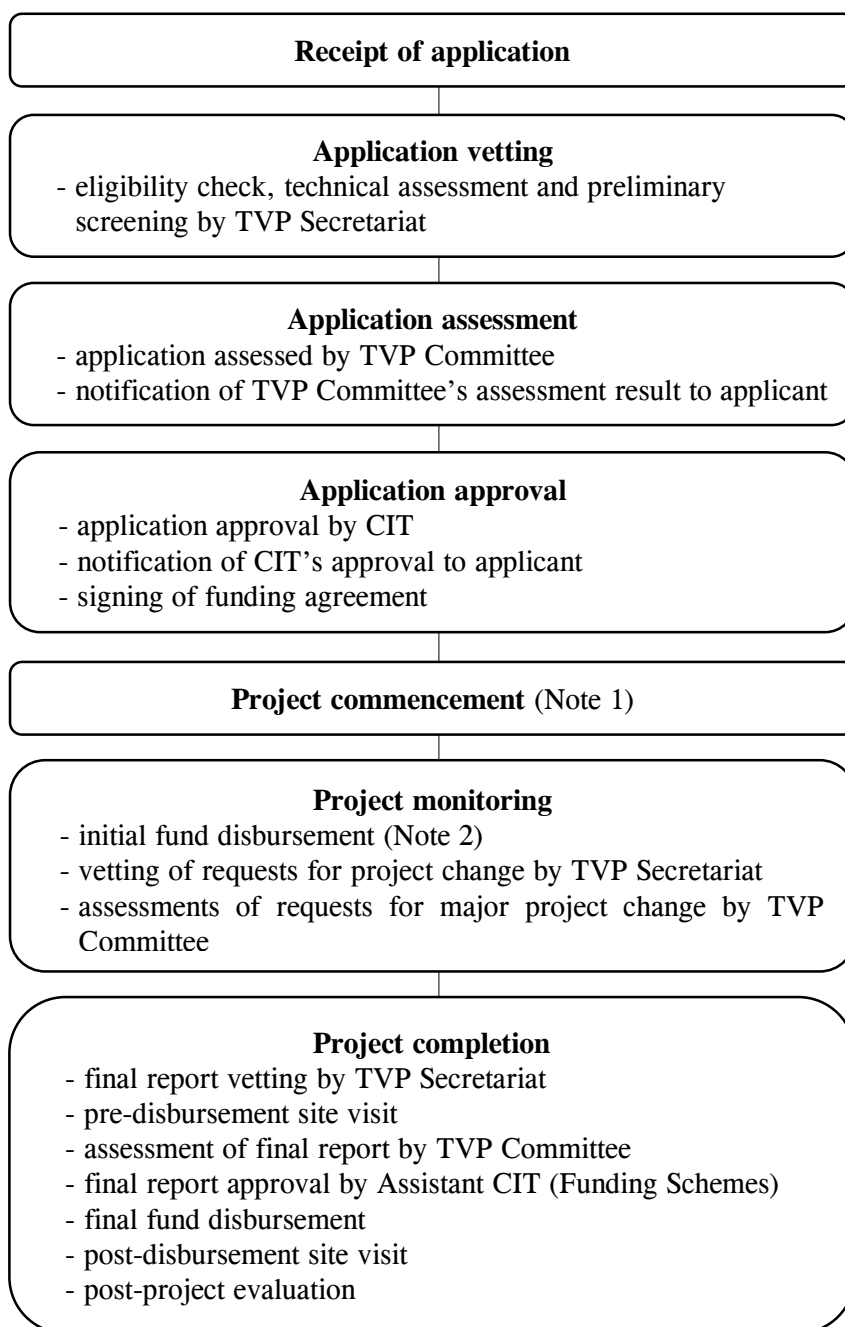 Receipt of application
Application vetting
- eligibility check, technical assessment and preliminary
screening by TVP Secretariat
Application assessment
- application assessed by TVP Committee
- notification of TVP Committee’s assessment result to applicant
Application approval
- application approval by CIT
- notification of CIT’s approval to applicant
- signing of funding agreement
Project commencement (Note 1)
Project monitoring
- initial fund disbursement (Note 2)
- vetting of requests for project change by TVP Secretariat
- assessments of requests for major project change by TVP
Committee
Project completion
- final report vetting by TVP Secretariat
- pre-disbursement site visit
- assessment of final report by TVP Committee
- final report approval by Assistant CIT (Funding Schemes)
- final fund disbursement
- post-disbursement site visit
- post-project evaluation